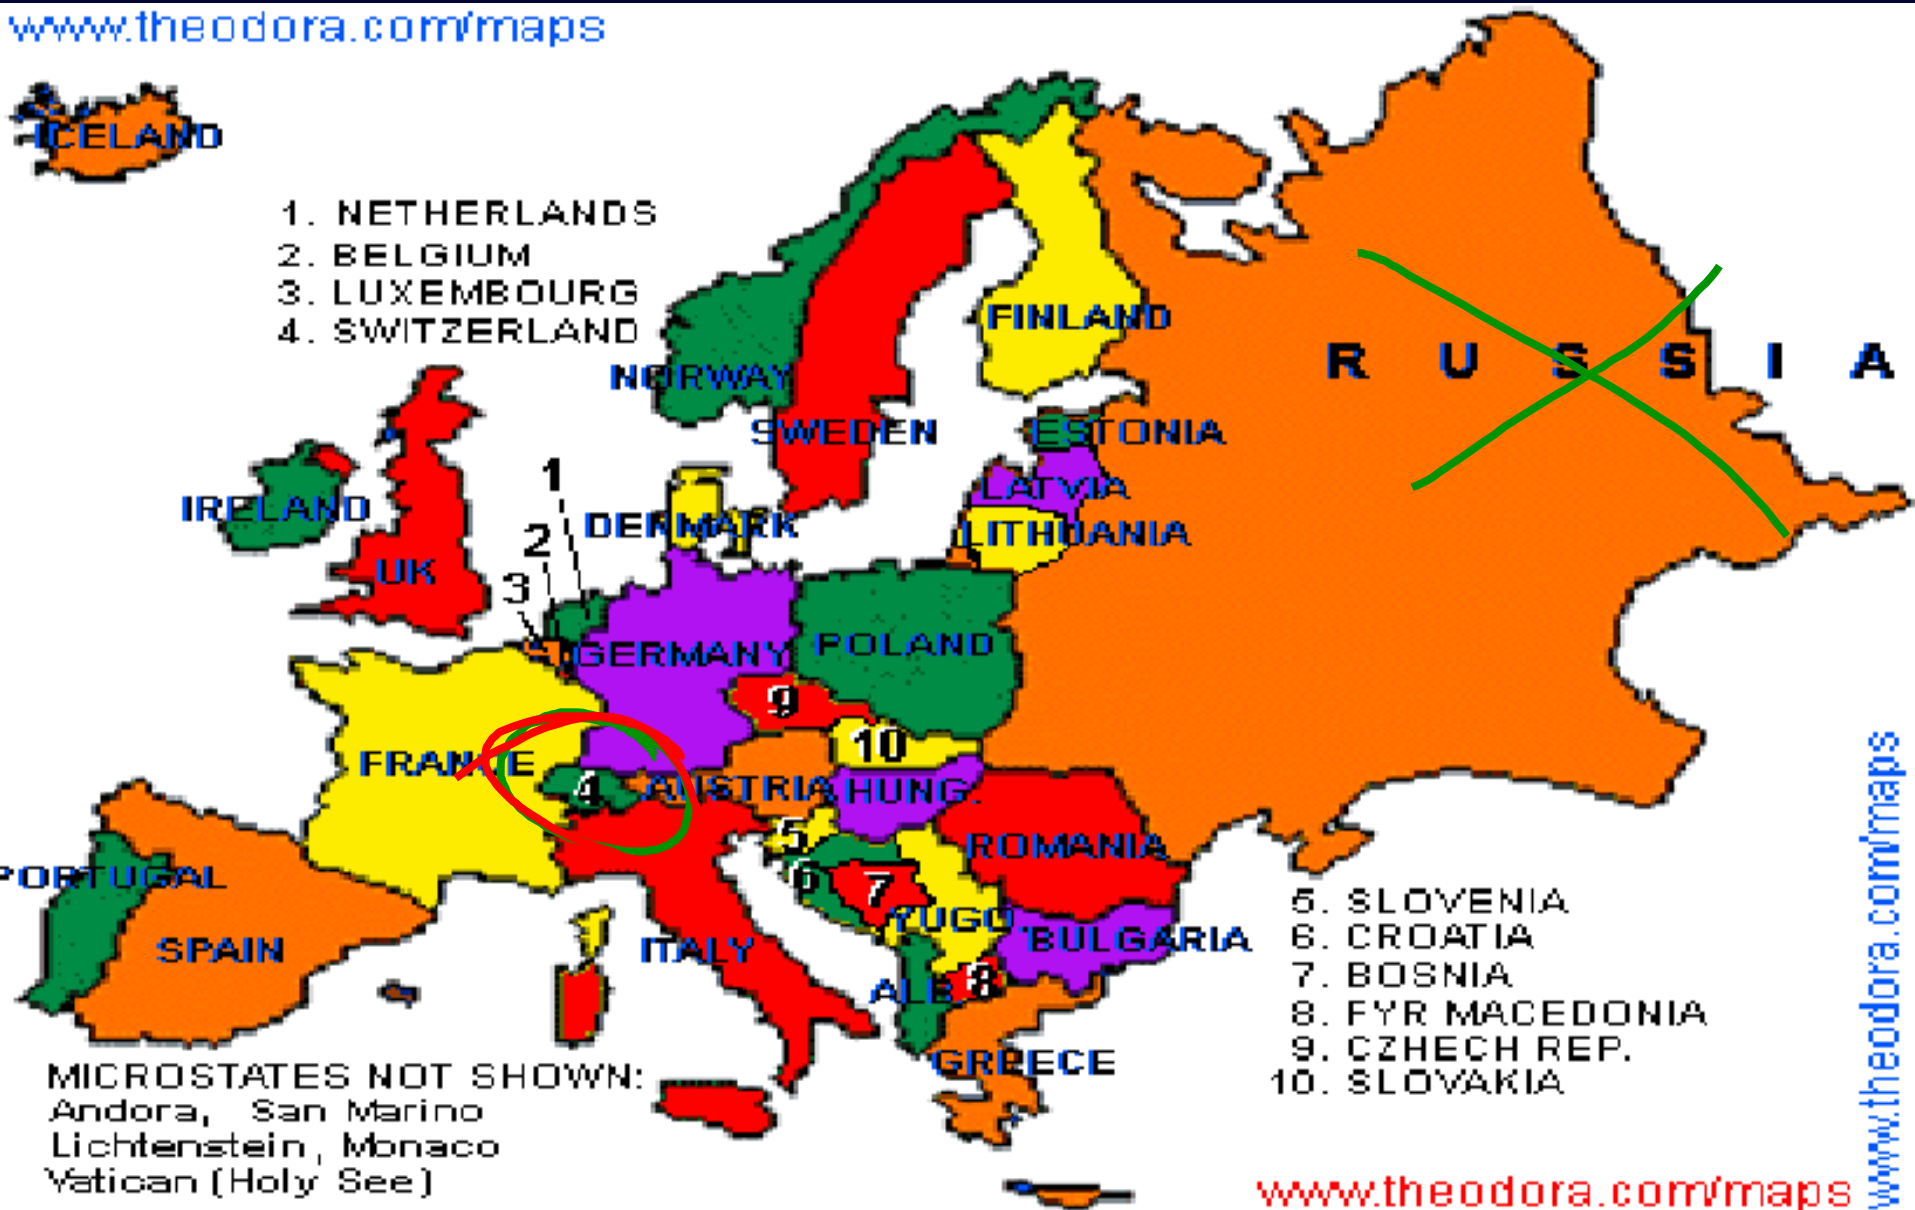 www.theodora.com/maps
ICELAND
1. NETHERLANDS
2. BELGIUM
3. LUXEMBOURG
4. SWITZERLAND
FINLAND
R U S S I A
NORWAY
SWEDEN
ESTONIA
1
LATVIA
IRELAND
DENMARK
LITHUANIA
2
UK
3
GERMANY
POLAND
9
10
FRANCE
4
AUSTRIA
HUNG.
5
ROMANIA
PORTUGAL
6
7
YUGO.
5. SLOVENIA
SPAIN
ITALY
BULGARIA
6. CROATIA
7. BOSNIA
ALB.
8
8. FYR MACEDONIA
GREECE
9. CZHECH REP.
10. SLOVAKIA
MICROSTATES NOT SHOWN:
Andora, San Marino
Lichtenstein, Monaco
Vatican (Holy See)
www.theodora.com/maps
www.theodora.com/maps